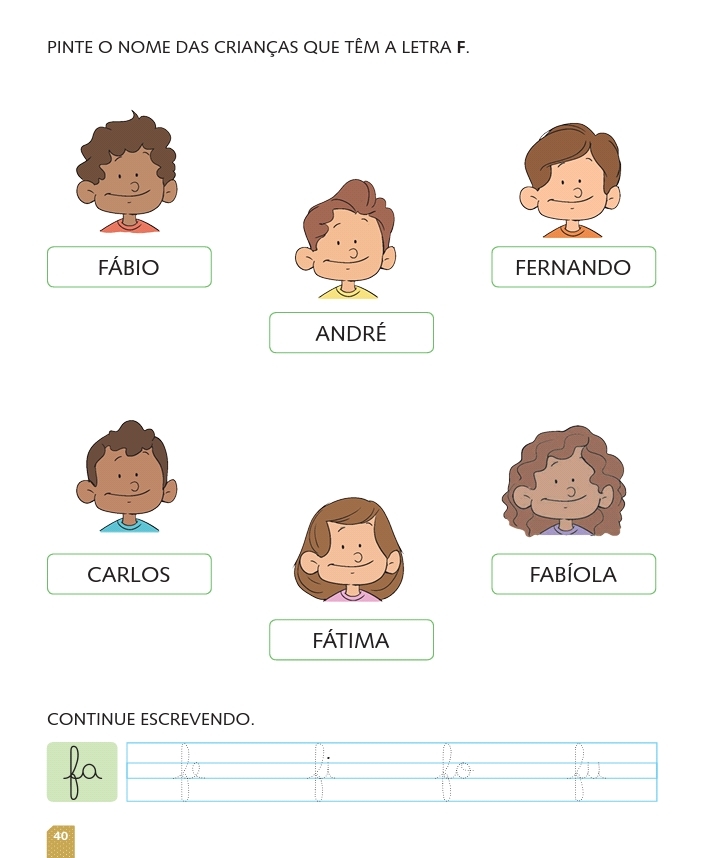 PINTE O NOME DAS CRIANÇAS QUE TÊM A LETRA F.
FÁBIO
FERNANDO
ANDRÉ
CARLOS
FABÍOLA
FÁTIMA
CONTINUE ESCREVENDO.
fa fe fi fo fu
40